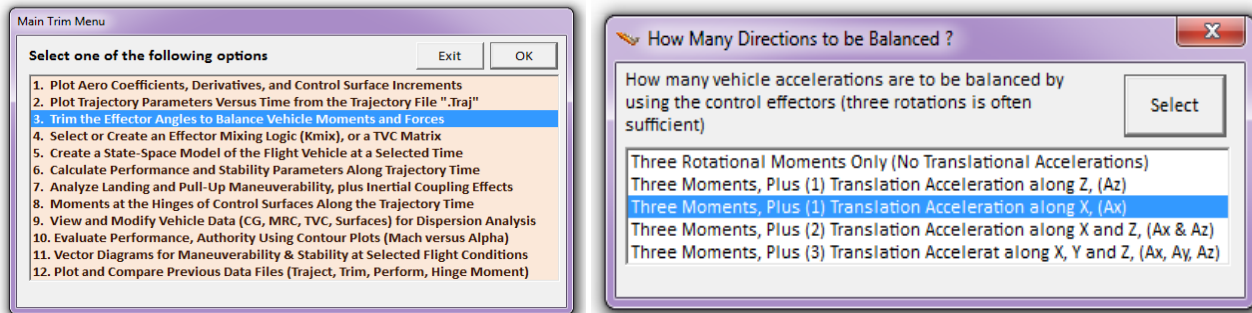 Main Trim Menu
Select one of the following options
Exit
OK
1. Plot Aero Coefficients, Derivatives, and Control Surface Increments
2. Plot Trajectory Parameters Versus Time from the Trajectory File ".Traj"
3. Trim the Effector Angles to Balance Vehicle Moments and Forces
4. Select or Create an Effector Mixing Logic (Kmix), or a TVC Matrix
5. Create a State-Space Model of the Flight Vehicle at a Selected Time
6. Calculate Performance and Stability Parameters Along Trajectory Time
7. Analyze Landing and Pull-Up Maneuverability, plus Inertial Coupling Effects
8. Moments at the Hinges of Control Surfaces Along the Trajectory Time
9. View and Modify Vehicle Data (CG, MRC, TVC, Surfaces) for Dispersion Analysis
10. Evaluate Performance, Authority Using Contour Plots (Mach versus Alpha)
11. Vector Diagrams for Maneuverability & Stability at Selected Flight Conditions
12. Plot and Compare Previous Data Files (Traject, Trim, Perform, Hinge Moment)
How Many Directions to be Balanced ?
How many vehicle accelerations are to be balanced by
using the control effectors (three rotations is often
sufficient)
Select
Three Rotational Moments Only (No Translational Accelerations)
Three Moments, Plus (1) Translation Acceleration along Z, (Az)
Three Moments, Plus (1) Translation Acceleration along X, (Ax)
Three Moments, Plus (2) Translation Acceleration along X and Z, (Ax & Az)
Three Moments, Plus (3) Translation Accelerat along X, Y and Z, (Ax, Ay, Az)